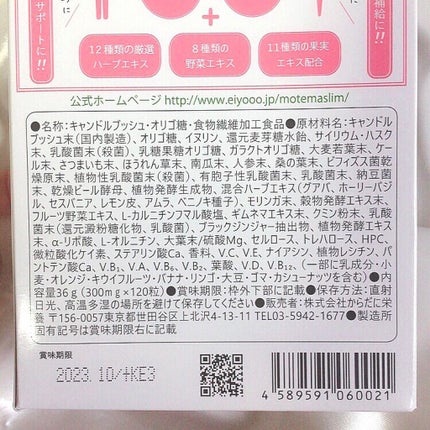 サポートに!!
補給に!!
+
12種類の厳選
ハーブエキス
8種類の
野菜エキス
11種類の果実
エキス配合
公式ホームページ http://www.eiyooo.jp/motemaslim/
●名称:キャンドルブッシュ・オリゴ糖・食物繊維加工食品●原材料名:キャンドル
ブッシュ末(国内製造)、オリゴ糖、イヌリン、還元麦芽糖水飴、サイリウム・ハスク
末、乳酸菌末(殺菌)、乳糖果糖オリゴ糖、ガラクトオリゴ糖、大麦若葉末、ケー
ル末、さつまいも末、ほうれん草末、南瓜末、人参末、桑の葉末、ビフィズス菌乾
燥原末、植物性乳酸菌末(殺菌)、有胞子性乳酸菌末、乳酸菌末、納豆菌
末、乾燥ビール酵母、植物発酵生成物、混合ハーブエキス(グアバ、ホーリーバジ
ル、セスバニア、レモン皮、アムラ、ベニノキ種子)、モリンガ末、穀物発酵エキス末、
フルーツ野菜エキス、L-カルニチンフマル酸塩、ギムネマエキス末、クミン粉末、乳酸
菌末(還元澱粉糖化物、乳酸菌)、ブラックジンジャー抽出物、植物発酵エキス
末、α-リポ酸、L-オルニチン、大葉末/硫酸Mg、セルロース、トレハロース、HPC、
微粒酸化ケイ素、ステアリン酸Ca、香料、V.C、V.E、ナイアシン、植物レシチン、パ
ントテン酸Ca、V.B₁、V.A、V.B₆、V.B₂、葉酸、V.D、V.B₁₂、(一部に乳成分・小
麦・オレンジ・キウイフルーツ・バナナ・リンゴ・大豆・ゴマ・カシューナッツを含む)●内
容量36g(300mg×120粒)●賞味期限:枠外下部に記載●保存方法:直射
日光、高温多湿の場所を避けて保存してください●販売者:株式会社からだに栄
養 〒156-0057 東京都世田谷区上北沢4-13-11 TEL03-5942-1677●製造所
固有記号は賞味期限右に記載
賞味期限
2023.10/4KE3
4 589591 060021